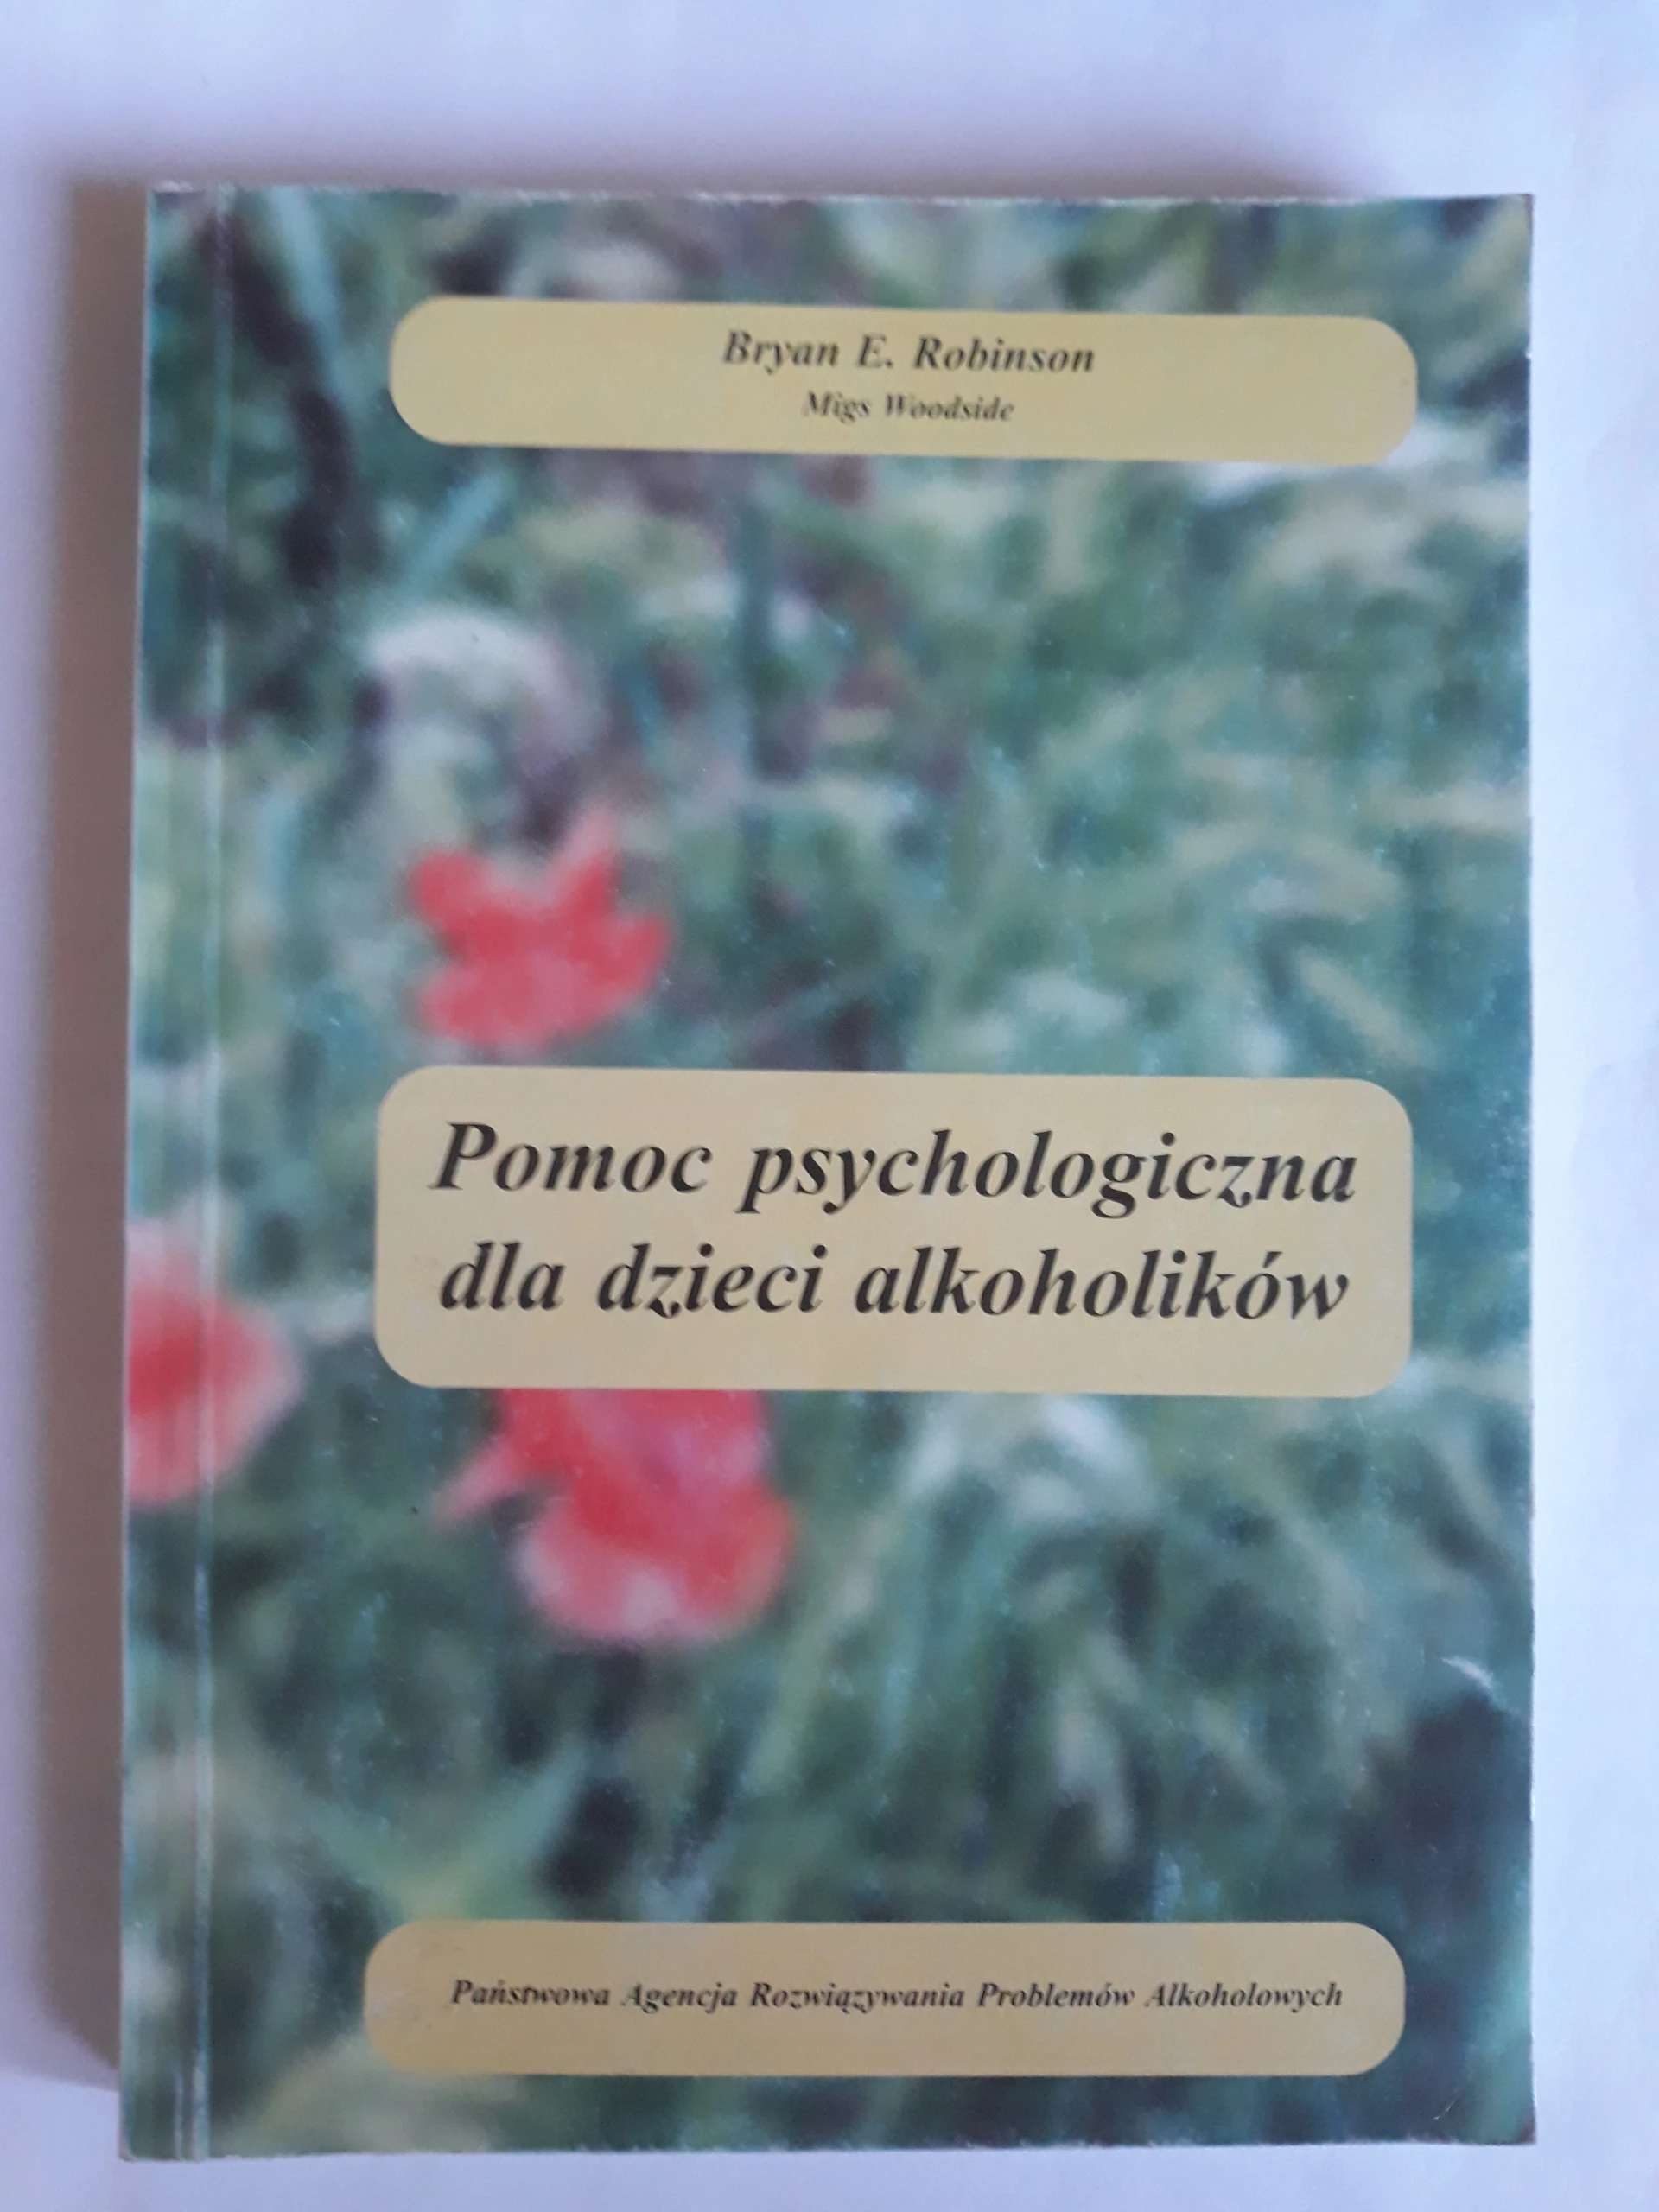 Bryan E. Robinson
Migs Woodside
Pomoc psychologiczna
dla dzieci alkoholików
Państwowa Agencja Rozwiązywania Problemów Alkoholowych